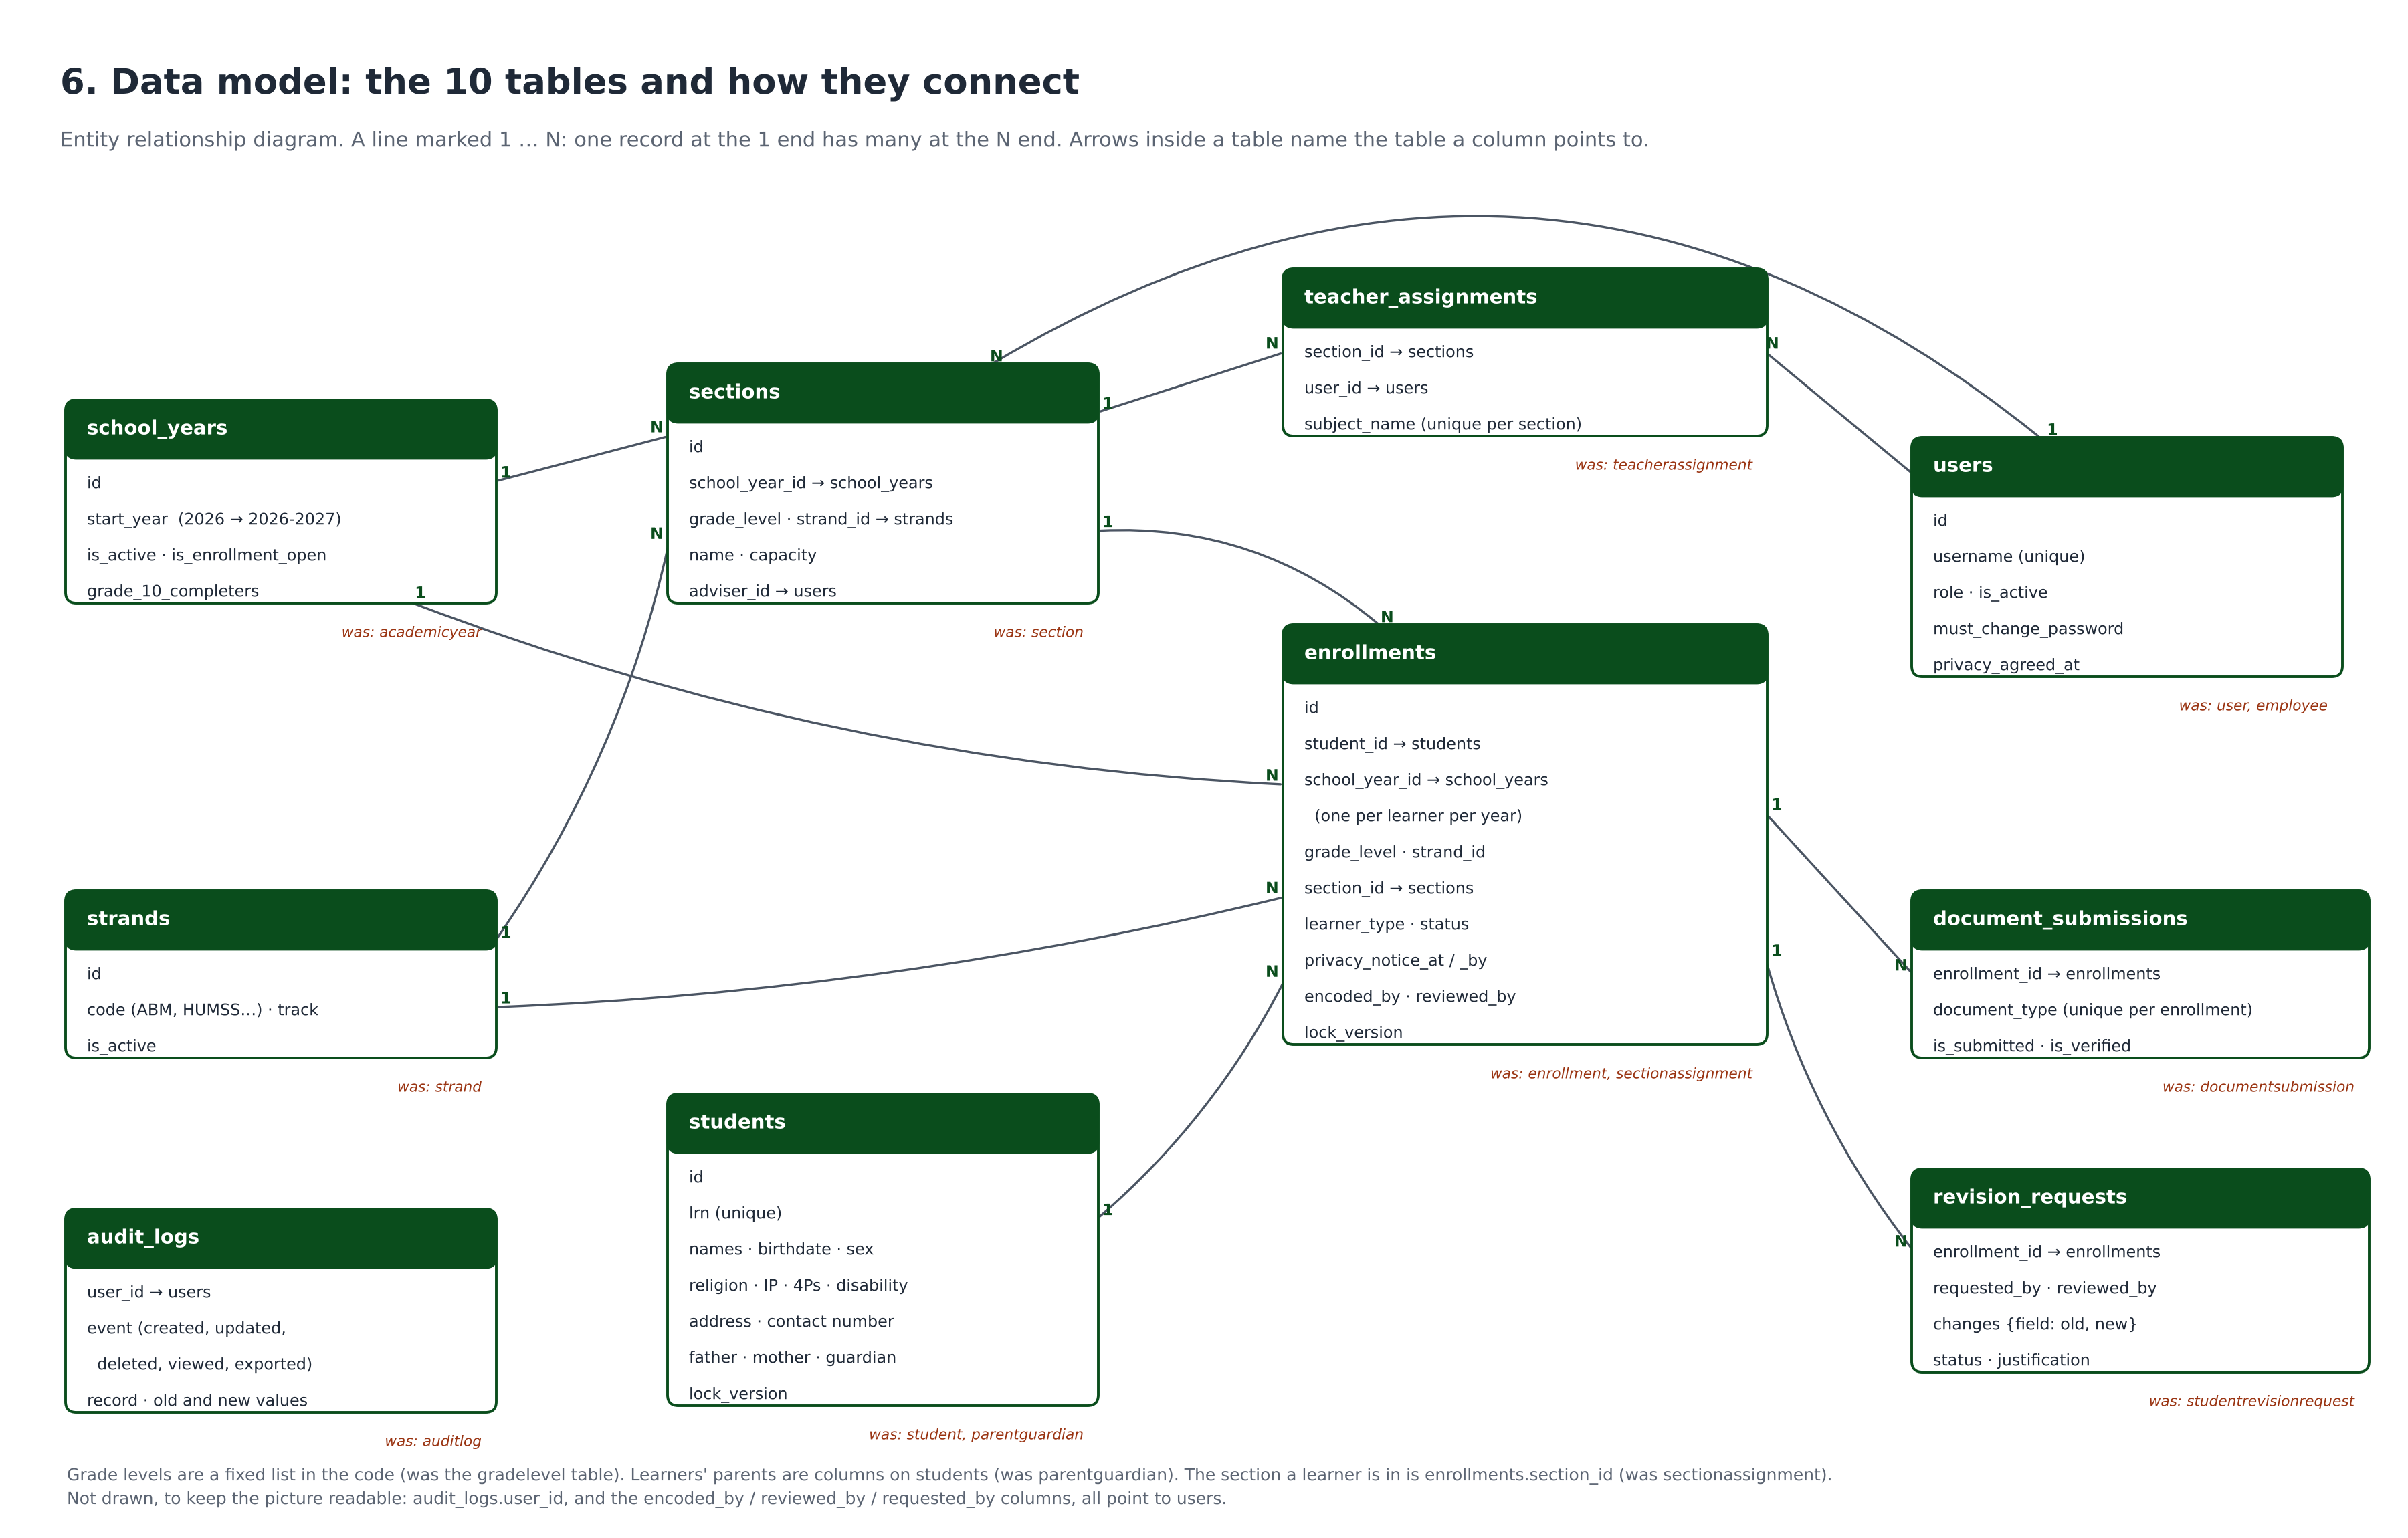 6. Data model: the 10 tables and how they connect
Entity relationship diagram. A line marked 1 … N: one record at the 1 end has many at the N end. Arrows inside a table name the table a column points to.
teacher_assignments
section_id → sections
user_id → users
subject_name (unique per section)
was: teacherassignment
N
N
N
1
sections
id
school_year_id → school_years
grade_level · strand_id → strands
name · capacity
adviser_id → users
was: section
N
N
1
1
school_years
id
start_year  (2026 → 2026-2027)
is_active · is_enrollment_open
grade_10_completers
was: academicyear
1
1
users
id
username (unique)
role · is_active
must_change_password
privacy_agreed_at
was: user, employee
enrollments
id
student_id → students
school_year_id → school_years
(one per learner per year)
grade_level · strand_id
section_id → sections
learner_type · status
privacy_notice_at / _by
encoded_by · reviewed_by
lock_version
was: enrollment, sectionassignment
N
N
N
N
1
1
strands
id
code (ABM, HUMSS...) · track
is_active
was: strand
1
1
document_submissions
enrollment_id → enrollments
document_type (unique per enrollment)
is_submitted · is_verified
was: documentsubmission
N
students
id
lrn (unique)
names · birthdate · sex
religion · IP · 4Ps · disability
address · contact number
father · mother · guardian
lock_version
was: student, parentguardian
1
revision_requests
enrollment_id → enrollments
requested_by · reviewed_by
changes {field: old, new}
status · justification
was: studentrevisionrequest
N
audit_logs
user_id → users
event (created, updated,
deleted, viewed, exported)
record · old and new values
was: auditlog
Grade levels are a fixed list in the code (was the gradelevel table). Learners' parents are columns on students (was parentguardian). The section a learner is in is enrollments.section_id (was sectionassignment).
Not drawn, to keep the picture readable: audit_logs.user_id, and the encoded_by / reviewed_by / requested_by columns, all point to users.